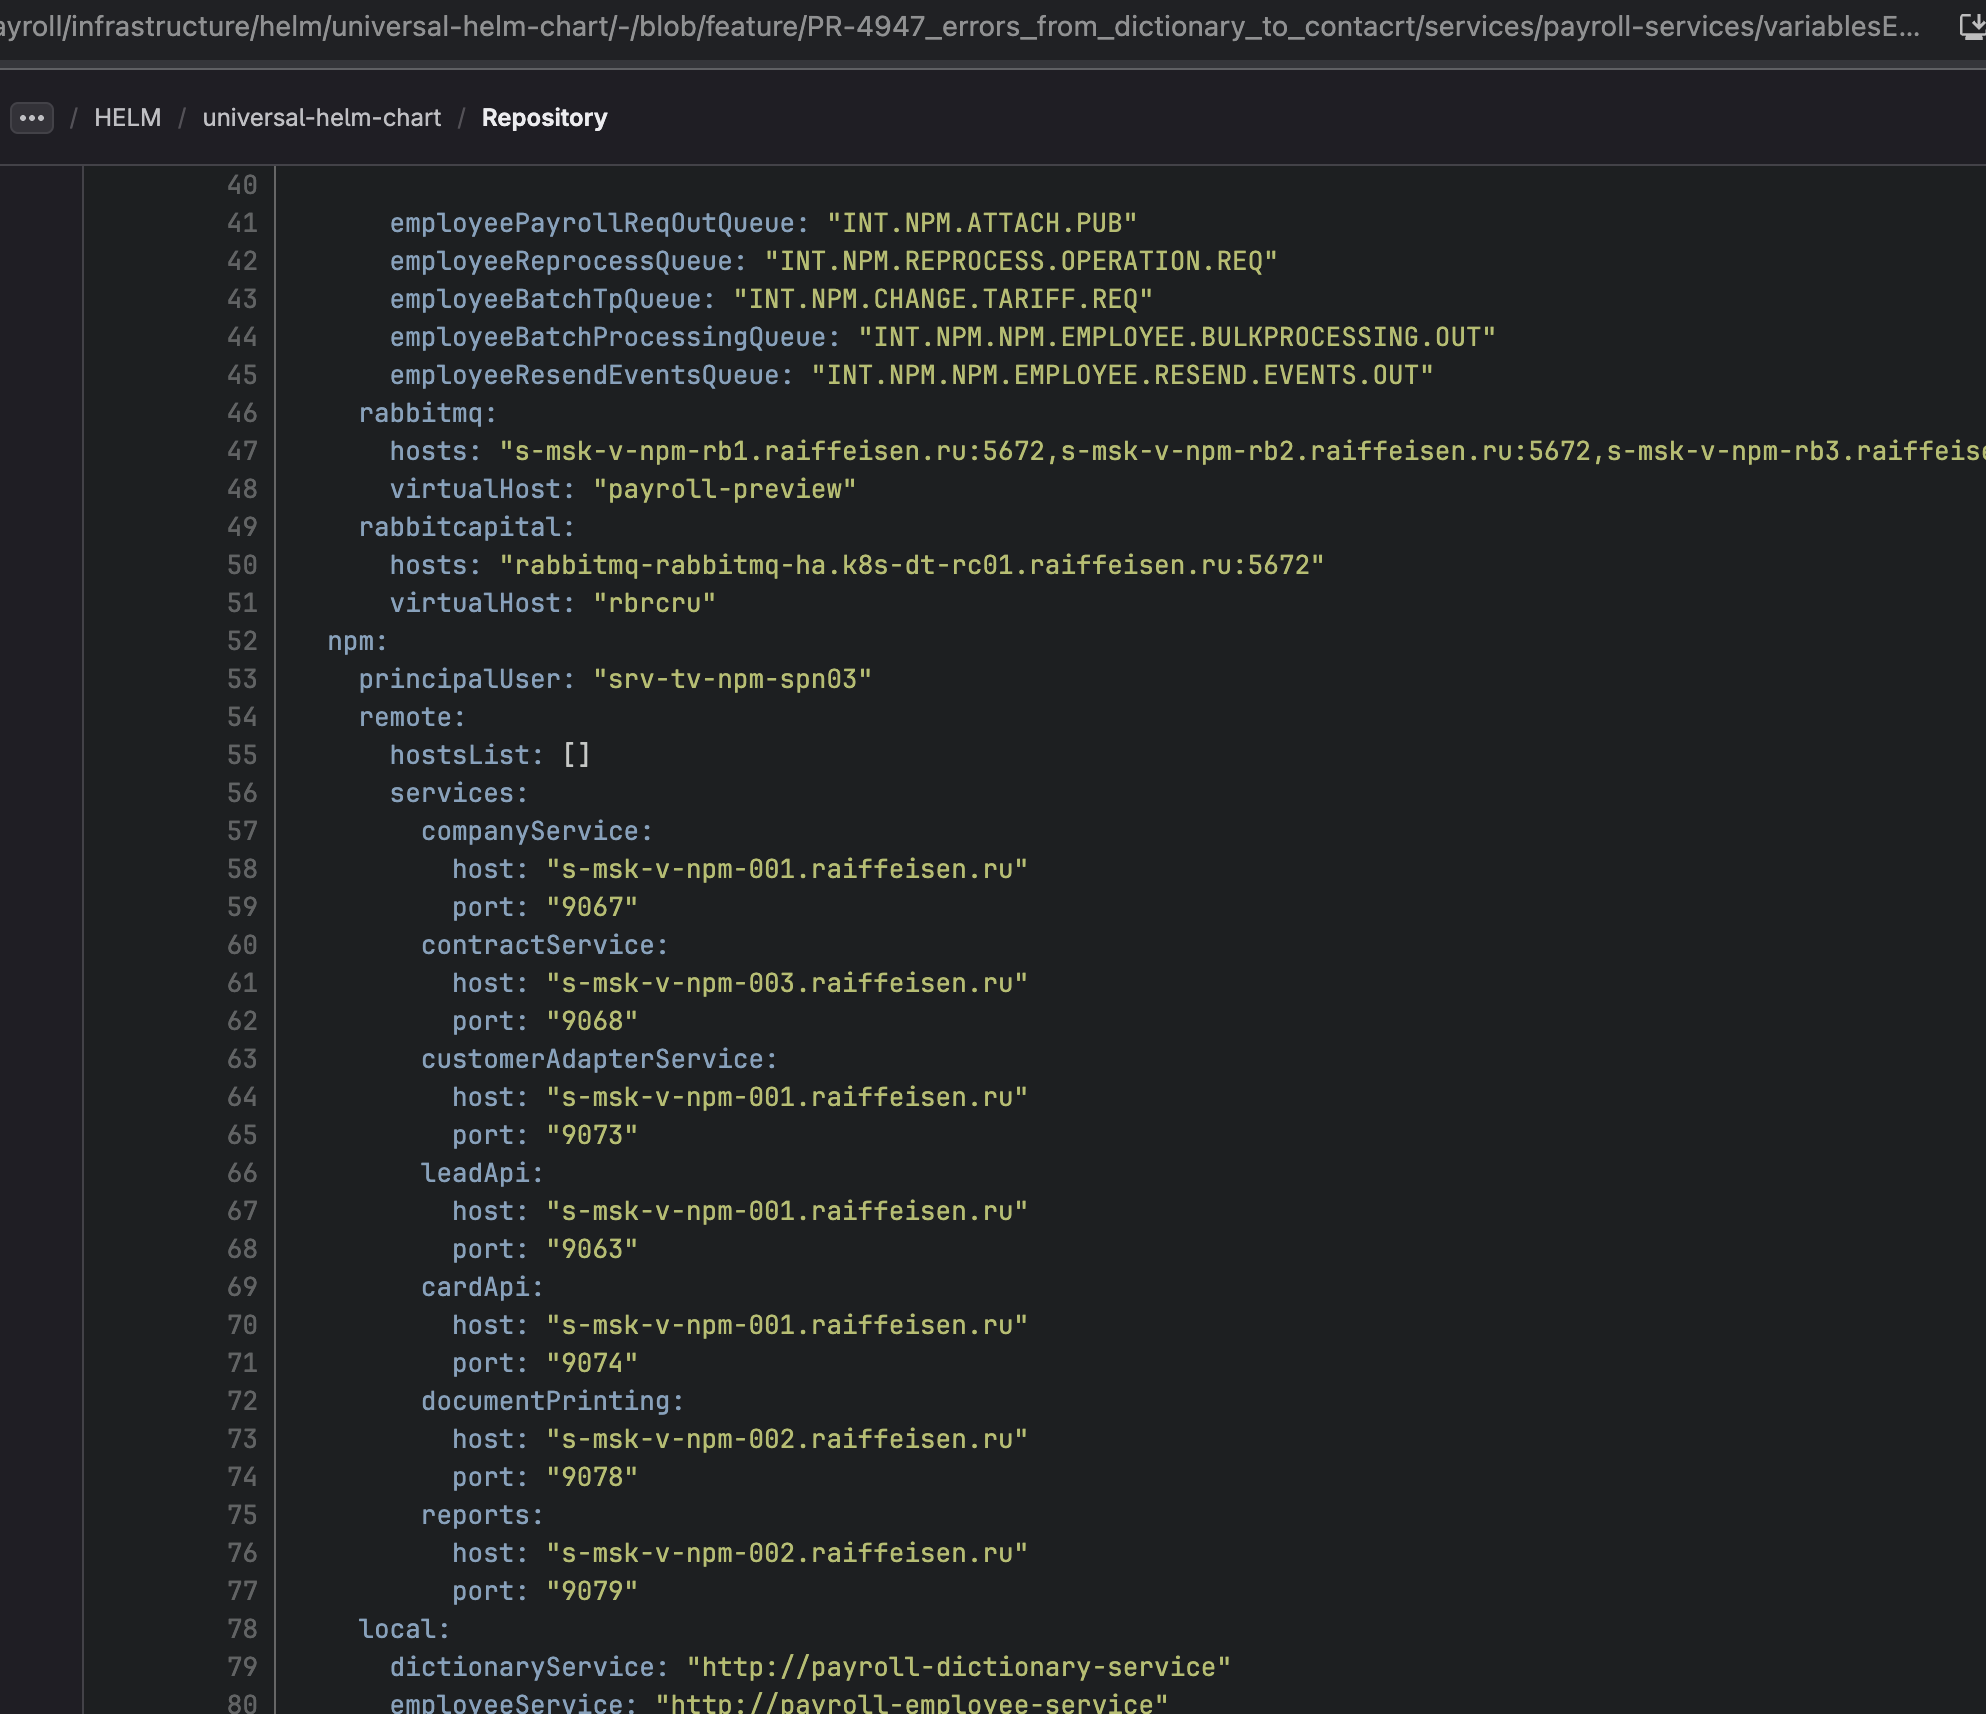 ayroll/infrastructure/helm/universal-helm-chart/-/blob/feature/PR-4947_errors_from_dictionary_to_contacrt/services/payroll-services/variablesE...
... / HELM / universal-helm-chart / Repository
40
41 employeePayrollReqOutQueue: "INT.NPM.ATTACH.PUB"
42 employeeReprocessQueue: "INT.NPM.REPROCESS.OPERATION.REQ"
43 employeeBatchTpQueue: "INT.NPM.CHANGE.TARIFF.REQ"
44 employeeBatchProcessingQueue: "INT.NPM.NPM.EMPLOYEE.BULKPROCESSING.OUT"
45 employeeResendEventsQueue: "INT.NPM.NPM.EMPLOYEE.RESEND.EVENTS.OUT"
46 rabbitmq:
47 hosts: "s-msk-v-npm-rb1.raiffeisen.ru:5672,s-msk-v-npm-rb2.raiffeisen.ru:5672,s-msk-v-npm-rb3.raiffeise
48 virtualHost: "payroll-preview"
49 rabbitcapital:
50 hosts: "rabbitmq-rabbitmq-ha.k8s-dt-rc01.raiffeisen.ru:5672"
51 virtualHost: "rbrcru"
52 npm:
53 principalUser: "srv-tv-npm-spn03"
54 remote:
55 hostsList: []
56 services:
57 companyService:
58 host: "s-msk-v-npm-001.raiffeisen.ru"
59 port: "9067"
60 contractService:
61 host: "s-msk-v-npm-003.raiffeisen.ru"
62 port: "9068"
63 customerAdapterService:
64 host: "s-msk-v-npm-001.raiffeisen.ru"
65 port: "9073"
66 leadApi:
67 host: "s-msk-v-npm-001.raiffeisen.ru"
68 port: "9063"
69 cardApi:
70 host: "s-msk-v-npm-001.raiffeisen.ru"
71 port: "9074"
72 documentPrinting:
73 host: "s-msk-v-npm-002.raiffeisen.ru"
74 port: "9078"
75 reports:
76 host: "s-msk-v-npm-002.raiffeisen.ru"
77 port: "9079"
78 local:
79 dictionaryService: "http://payroll-dictionary-service"
80 employeeService: "http://payroll-employee-service"